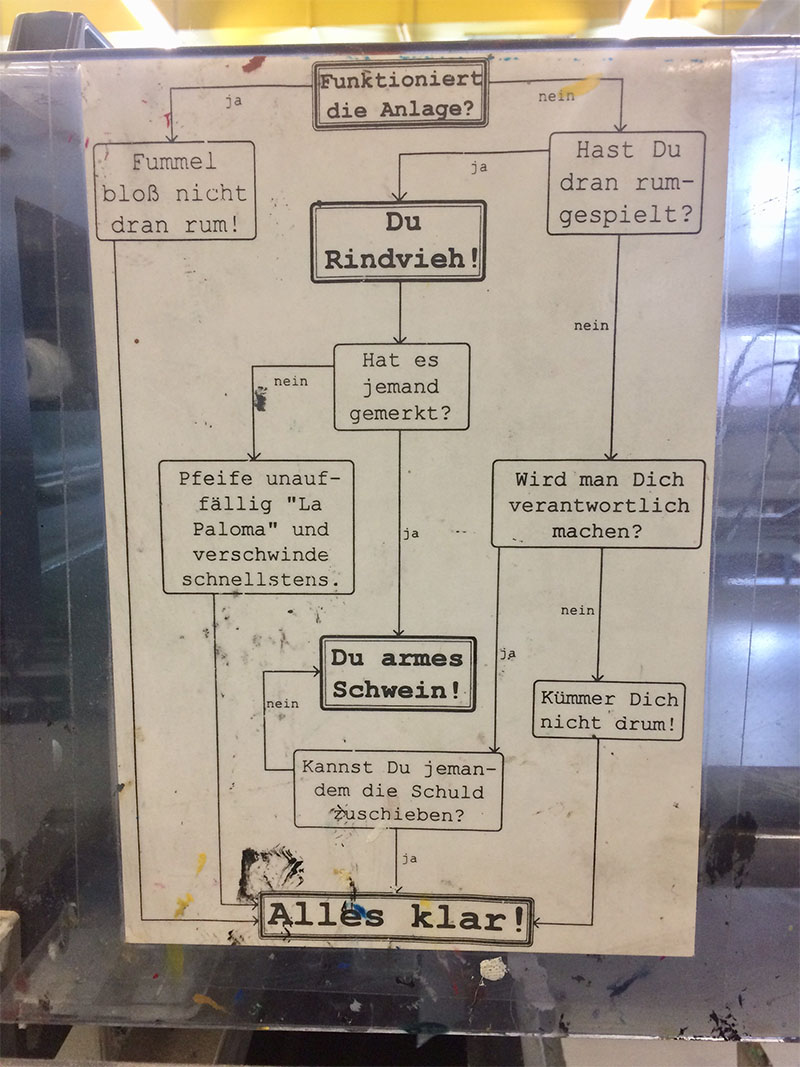 Funktioniert
die Anlage?
ja
nein
Fummel
bloß nicht
dran rum!
Hast Du
dran rum-
gespielt?
ja
Du
Rindvieh!
nein
Hat es
jemand
gemerkt?
nein
Pfeife unauf-
fällig "La
Paloma" und
verschwinde
schnellstens.
Wird man Dich
verantwortlich
machen?
ja
nein
ja
Du armes
Schwein!
Kümmer Dich
nicht drum!
nein
Kannst Du jeman-
dem die Schuld
zuschieben?
ja
Alles klar!